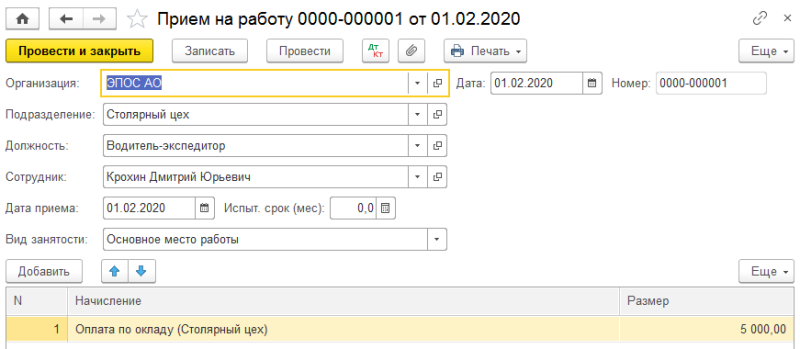 Прием на работу 0000-000001 от 01.02.2020
Провести и закрыть Записать Провести Дт Кт Печать Еще
Организация: ЭПОС АО Дата: 01.02.2020 Номер: 0000-000001
Подразделение: Столярный цех
Должность: Водитель-экспедитор
Сотрудник: Крохин Дмитрий Юрьевич
Дата приема: 01.02.2020 Испыт. срок (мес): 0,0
Вид занятости: Основное место работы
Добавить Еще
N Начисление Размер
1 Оплата по окладу (Столярный цех) 5 000,00